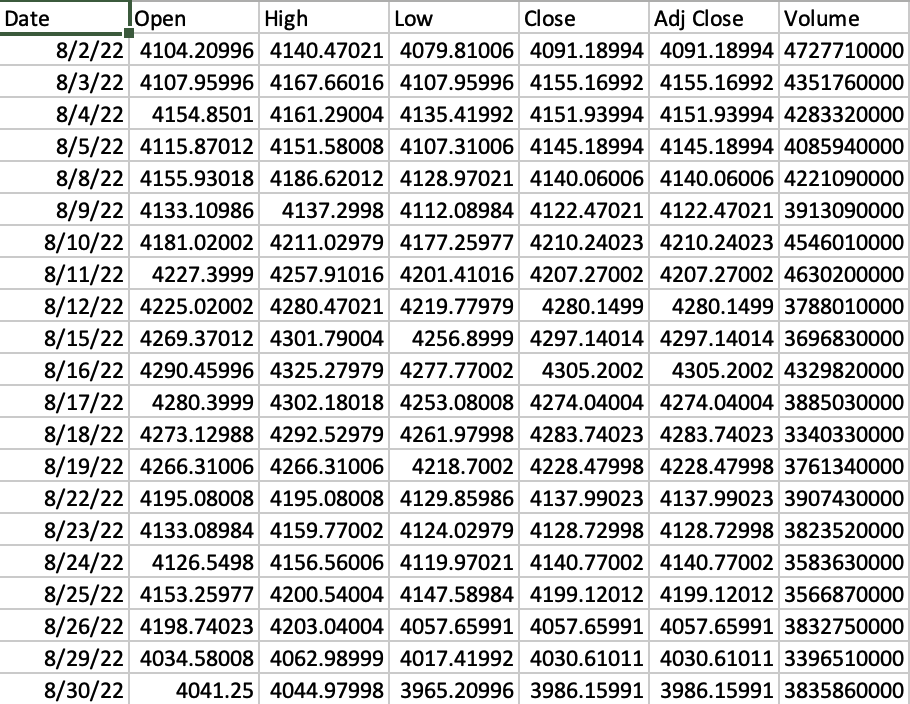 Date Open High Low Close Adj Close Volume
8/2/22 4104.20996 4140.47021 4079.81006 4091.18994 4091.18994 4727710000
8/3/22 4107.95996 4167.66016 4107.95996 4155.16992 4155.16992 4351760000
8/4/22 4154.8501 4161.29004 4135.41992 4151.93994 4151.93994 4283320000
8/5/22 4115.87012 4151.58008 4107.31006 4145.18994 4145.18994 4085940000
8/8/22 4155.93018 4186.62012 4128.97021 4140.06006 4140.06006 4221090000
8/9/22 4133.10986 4137.2998 4112.08984 4122.47021 4122.47021 3913090000
8/10/22 4181.02002 4211.02979 4177.25977 4210.24023 4210.24023 4546010000
8/11/22 4227.3999 4257.91016 4201.41016 4207.27002 4207.27002 4630200000
8/12/22 4225.02002 4280.47021 4219.77979 4280.1499 4280.1499 3788010000
8/15/22 4269.37012 4301.79004 4256.8999 4297.14014 4297.14014 3696830000
8/16/22 4290.45996 4325.27979 4277.77002 4305.2002 4305.2002 4329820000
8/17/22 4280.3999 4302.18018 4253.08008 4274.04004 4274.04004 3885030000
8/18/22 4273.12988 4292.52979 4261.97998 4283.74023 4283.74023 3340330000
8/19/22 4266.31006 4266.31006 4218.7002 4228.47998 4228.47998 3761340000
8/22/22 4195.08008 4195.08008 4129.85986 4137.99023 4137.99023 3907430000
8/23/22 4133.08984 4159.77002 4124.02979 4128.72998 4128.72998 3823520000
8/24/22 4126.5498 4156.56006 4119.97021 4140.77002 4140.77002 3583630000
8/25/22 4153.25977 4200.54004 4147.58984 4199.12012 4199.12012 3566870000
8/26/22 4198.74023 4203.04004 4057.65991 4057.65991 4057.65991 3832750000
8/29/22 4034.58008 4062.98999 4017.41992 4030.61011 4030.61011 3396510000
8/30/22 4041.25 4044.97998 3965.20996 3986.15991 3986.15991 3835860000